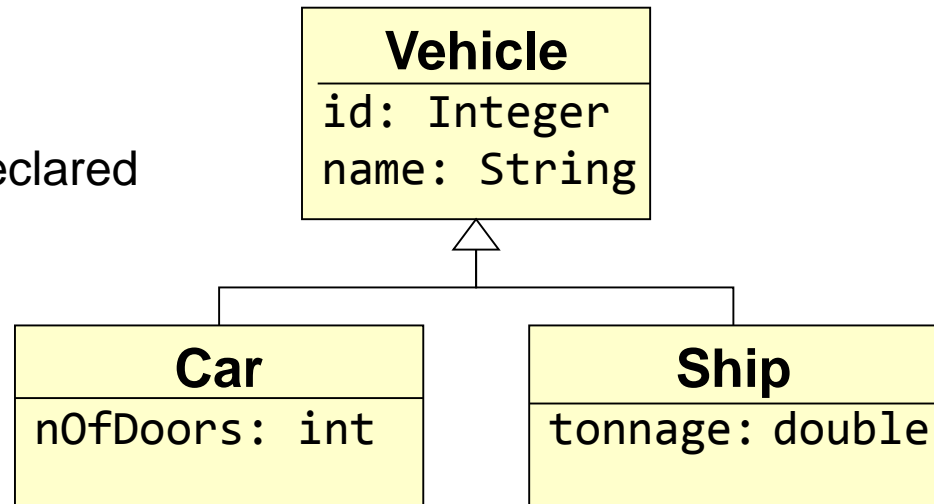 Vehicle
id: Integer
name: String
eclared
Car
nOfDoors: int
Ship
tonnage: double